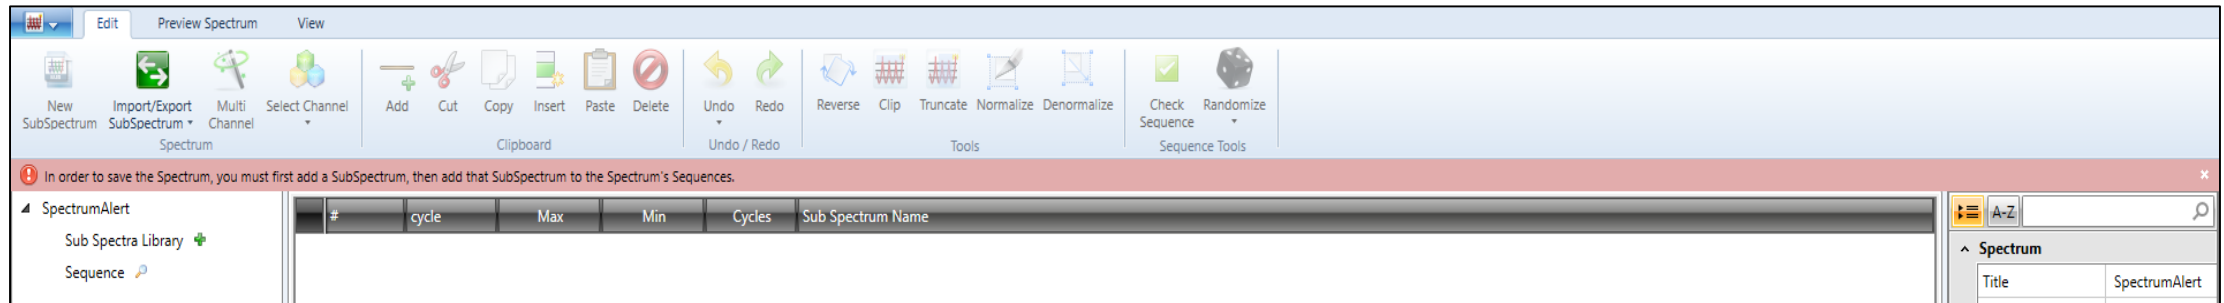 Edit Preview Spectrum View
New SubSpectrum
Import/Export SubSpectrum
Multi Channel
Select Channel
Add Cut Copy Insert Paste Delete
Undo Redo
Reverse Clip Truncate Normalize Denormalize
Check Sequence
Randomize
Spectrum Clipboard Undo / Redo Tools Sequence Tools
In order to save the Spectrum, you must first add a SubSpectrum, then add that SubSpectrum to the Spectrum's Sequences.
SpectrumAlert
Sub Spectra Library
Sequence
# cycle Max Min Cycles Sub Spectrum Name
A-Z
Spectrum
Title SpectrumAlert